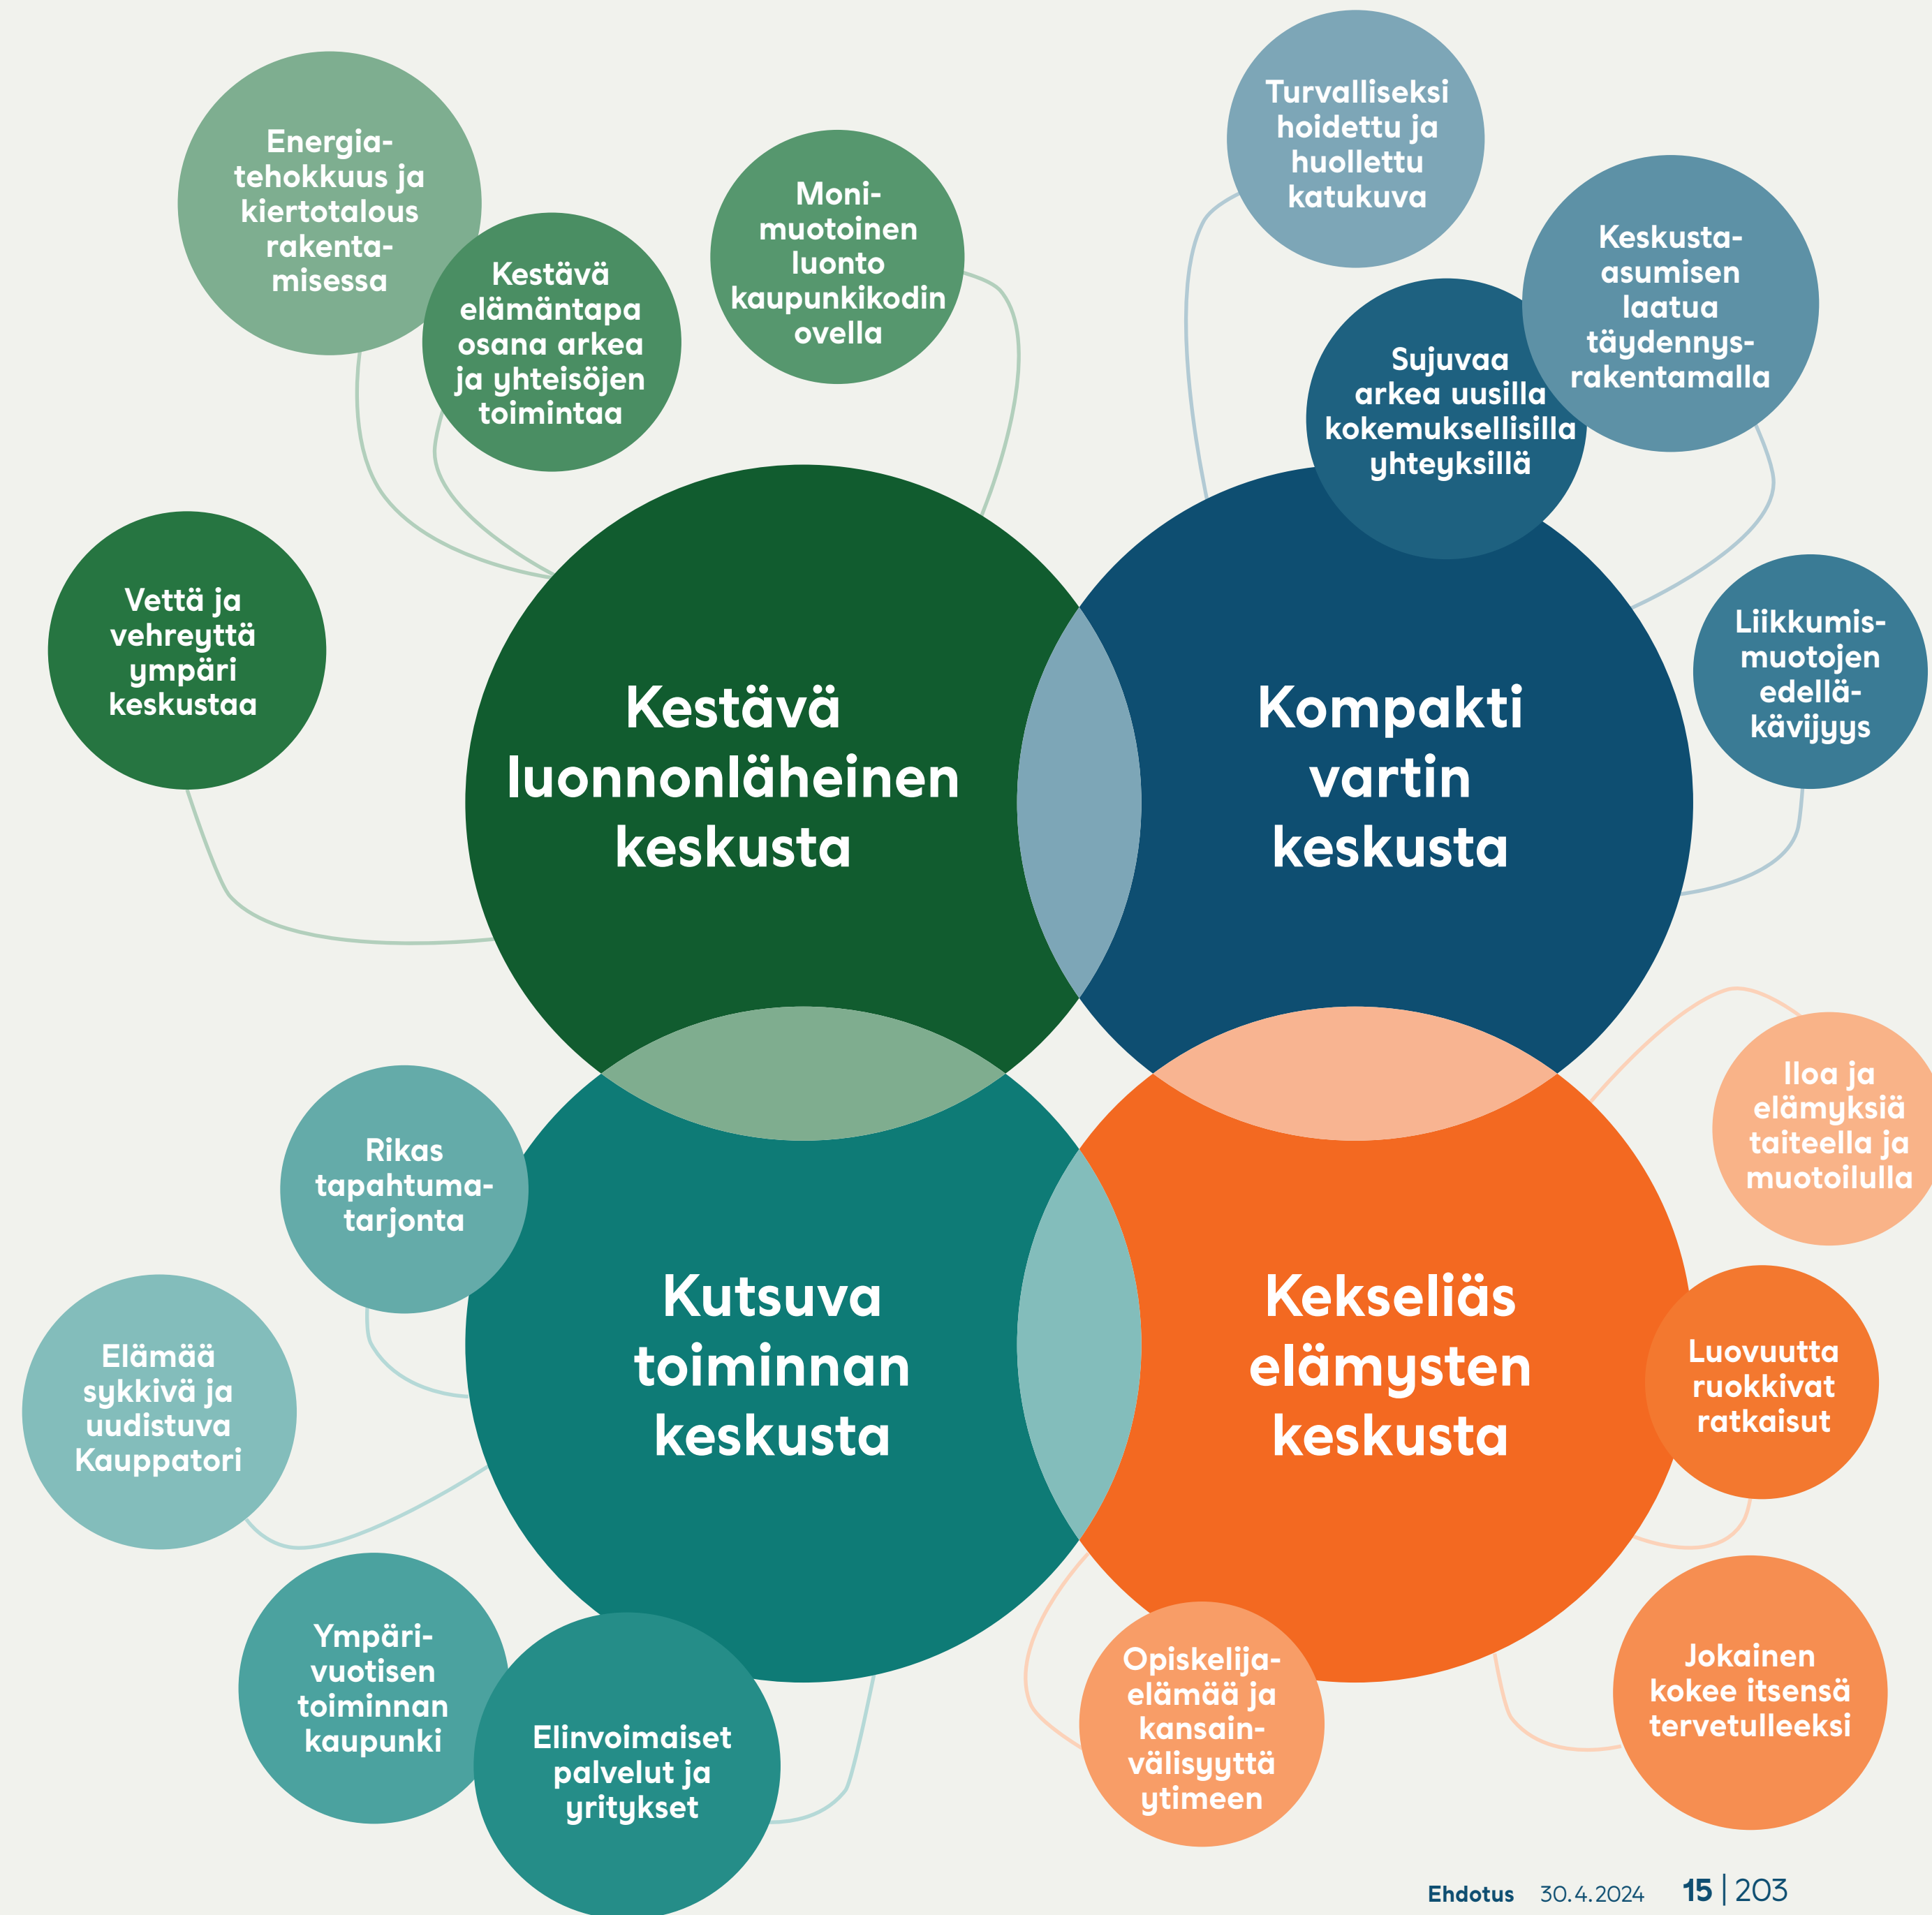 Energia-
tehokkuus ja
kiertotalous
rakenta-
misessa
Kestävä
elämäntapa
osana arkea
ja yhteisöjen
toimintaa
Moni-
muotoinen
luonto
kaupunkikodin
ovella
Vettä ja
vehreyttä
ympäri
keskustaa
Kestävä
luonnonläheinen
keskusta
Turvalliseksi
hoidettu ja
huollettu
katukuva
Sujuvaa
arkea uusilla
kokemuksellisilla
yhteyksillä
Keskusta-
asumisen
laatua
täydennys-
rakentamalla
Liikkumis-
muotojen
edellä-
kävijyys
Kompakti
vartin
keskusta
Rikas
tapahtuma-
tarjonta
Elämää
sykkivä ja
uudistuva
Kauppatori
Ympäri-
vuotisen
toiminnan
kaupunki
Elinvoimaiset
palvelut ja
yritykset
Kutsuva
toiminnan
keskusta
Kekseliäs
elämysten
keskusta
Iloa ja
elämyksiä
taiteella ja
muotoilulla
Luovuutta
ruokkivat
ratkaisut
Opiskelija-
elämää ja
kansain-
välisyyttä
ytimeen
Jokainen
kokee itsensä
tervetulleeksi
Ehdotus 30.4.2024 15 | 203